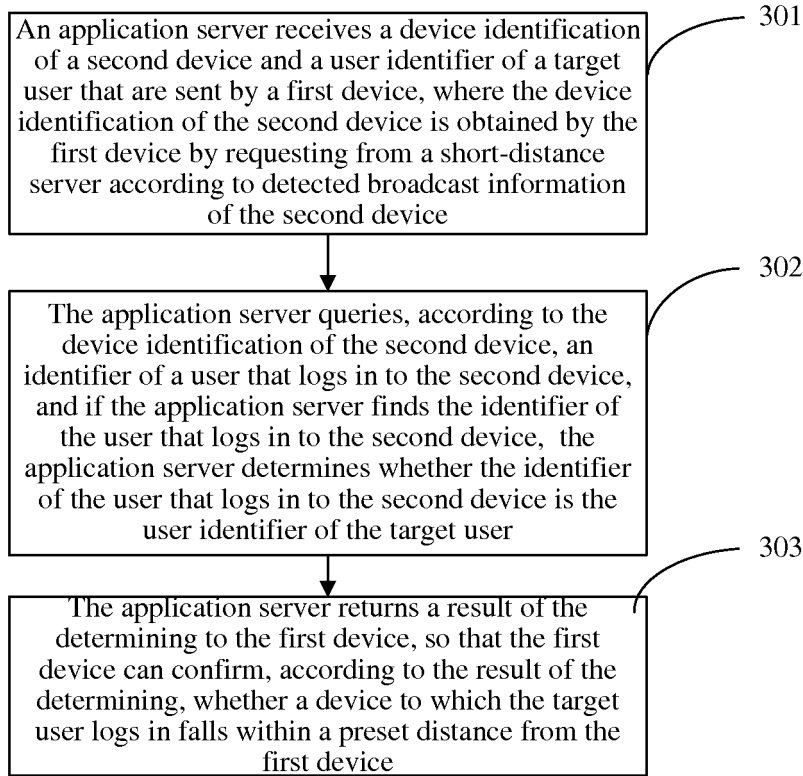 An application server receives a device identification
of a second device and a user identifier of a target
user that are sent by a first device, where the device
identification of the second device is obtained by the
first device by requesting from a short-distance
server according to detected broadcast information
of the second device
301
The application server queries, according to the
device identification of the second device, an
identifier of a user that logs in to the second device,
and if the application server finds the identifier of
the user that logs in to the second device, the
application server determines whether the identifier
of the user that logs in to the second device is the
user identifier of the target user
302
The application server returns a result of the
determining to the first device, so that the first
device can confirm, according to the result of the
determining, whether a device to which the target
user logs in falls within a preset distance from the
first device
303